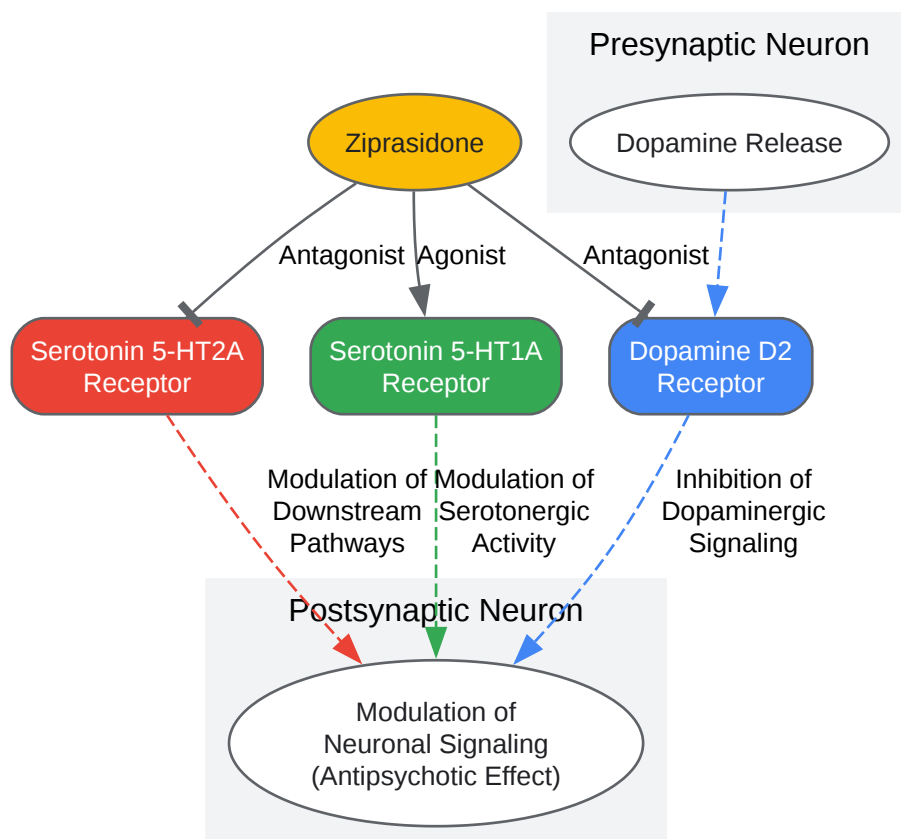 Presynaptic Neuron
Ziprasidone
Dopamine Release
Antagonist
Agonist
Antagonist
Serotonin 5-HT2A
Receptor
Serotonin 5-HT1A
Receptor
Dopamine D2
Receptor
Modulation of
Downstream
Pathways
Modulation of
Serotonergic
Activity
Inhibition of
Dopaminergic
Signaling
Postsynaptic Neuron
Modulation of
Neuronal Signaling
(Antipsychotic Effect)